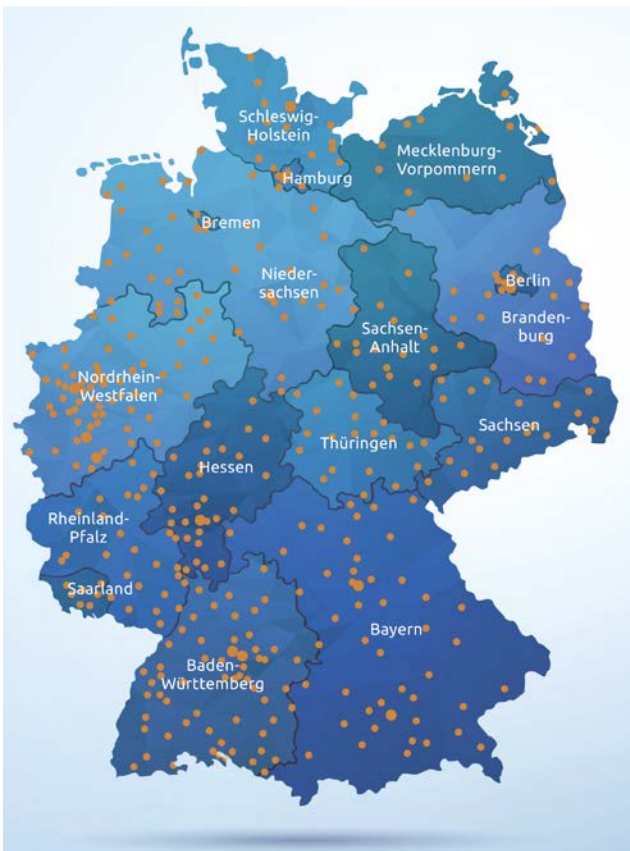 Schleswig-
Holstein
Mecklenburg-
Vorpommern
Hamburg
Bremen
Nieder-
sachsen
Berlin
Branden-
burg
Sachsen-
Anhalt
Nordrhein-
Westfalen
Sachsen
Thüringen
Hessen
Rheinland-
Pfalz
Saarland
Bayern
Baden-
Württemberg